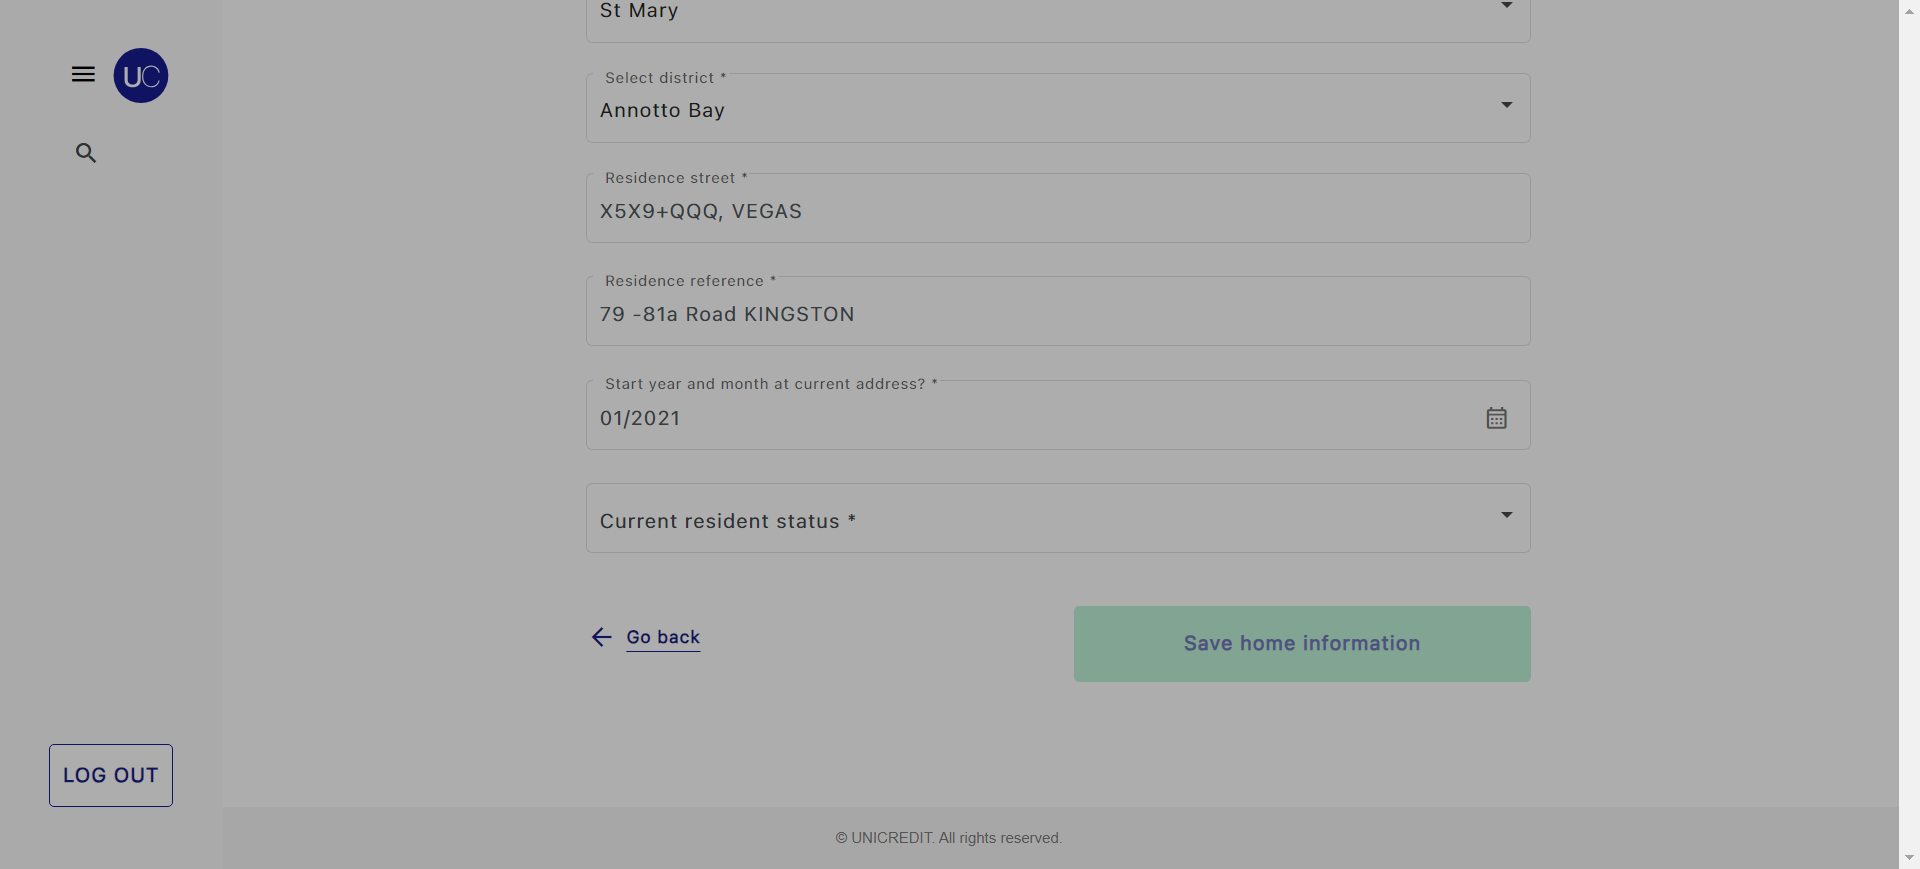 St Mary
UC
Select district *
Annotto Bay
Residence street *
X5X9+QQQ, VEGAS
Residence reference *
79 -81a Road KINGSTON
Start year and month at current address? *
01/2021
Current resident status *
Go back
Save home information
LOG OUT
© UNICREDIT. All rights reserved.